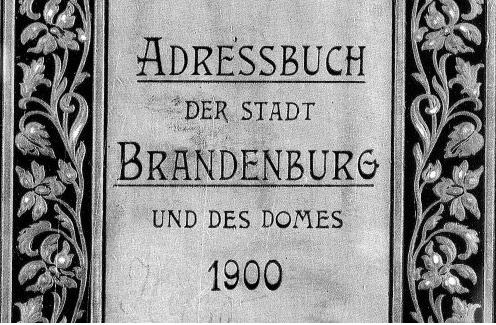 ADRESSBUCH
DER STADT
BRANDENBURG
UND DES DOMES
1900